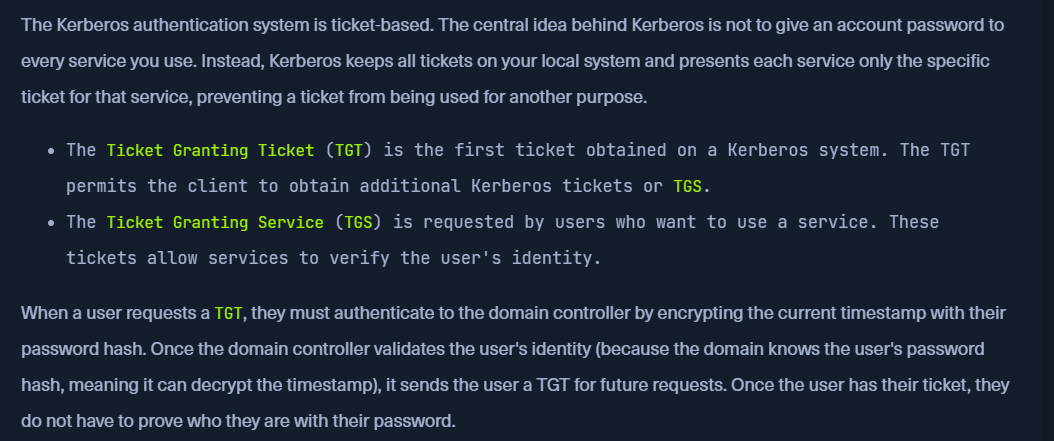 The Kerberos authentication system is ticket-based. The central idea behind Kerberos is not to give an account password to
every service you use. Instead, Kerberos keeps all tickets on your local system and presents each service only the specific
ticket for that service, preventing a ticket from being used for another purpose.
• The Ticket Granting Ticket (TGT) is the first ticket obtained on a Kerberos system. The TGT
permits the client to obtain additional Kerberos tickets or TGS.
• The Ticket Granting Service (TGS) is requested by users who want to use a service. These
tickets allow services to verify the user's identity.
When a user requests a TGT, they must authenticate to the domain controller by encrypting the current timestamp with their
password hash. Once the domain controller validates the user's identity (because the domain knows the user's password
hash, meaning it can decrypt the timestamp), it sends the user a TGT for future requests. Once the user has their ticket, they
do not have to prove who they are with their password.